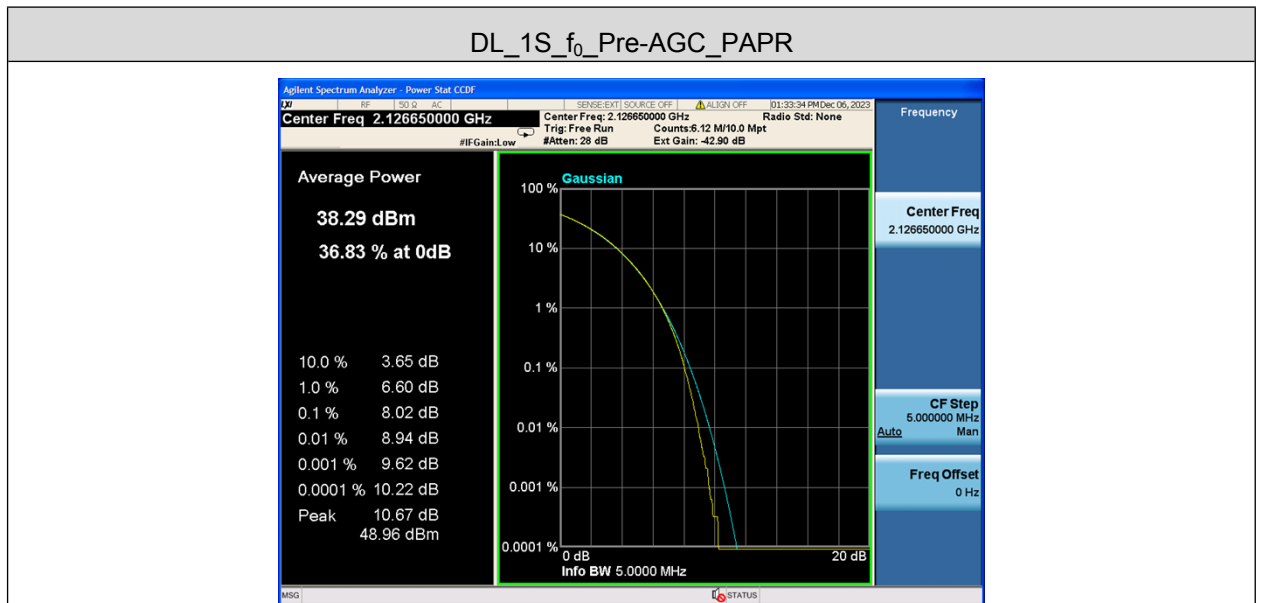 DL_1S_f0_Pre-AGC_PAPR
Agilent Spectrum Analyzer - Power Stat CCDF
LXI RF 50 Ω AC SENSE:EXT SOURCE OFF ALIGN OFF 01:33:34 PM Dec 06, 2023
Center Freq 2.126650000 GHz
#IFGain:Low
Center Freq: 2.126650000 GHz Radio Std: None
Trig: Free Run Counts:6.12 M/10.0 Mpt
#Atten: 28 dB Ext Gain: -42.90 dB
Average Power
38.29 dBm
36.83 % at 0dB
10.0 % 3.65 dB
1.0 % 6.60 dB
0.1 % 8.02 dB
0.01 % 8.94 dB
0.001 % 9.62 dB
0.0001 % 10.22 dB
Peak 10.67 dB
48.96 dBm
Gaussian
100 %
10 %
1 %
0.1 %
0.01 %
0.001 %
0.0001 %
0 dB 20 dB
Info BW 5.0000 MHz
Frequency
Center Freq
2.126650000 GHz
CF Step
5.000000 MHz
Auto Man
Freq Offset
0 Hz
MSG STATUS